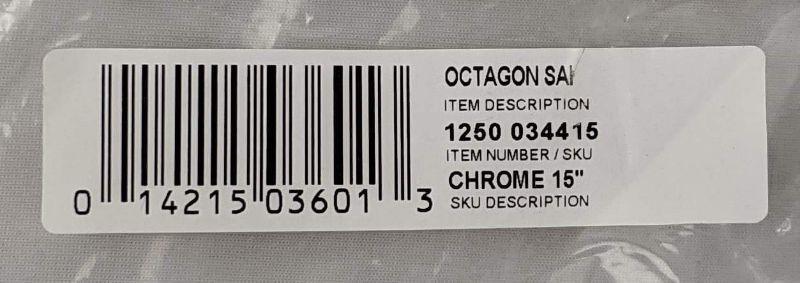 OCTAGON SAI
ITEM DESCRIPTION
1250 034415
ITEM NUMBER / SKU
CHROME 15"
SKU DESCRIPTION
0 14215 03601 3